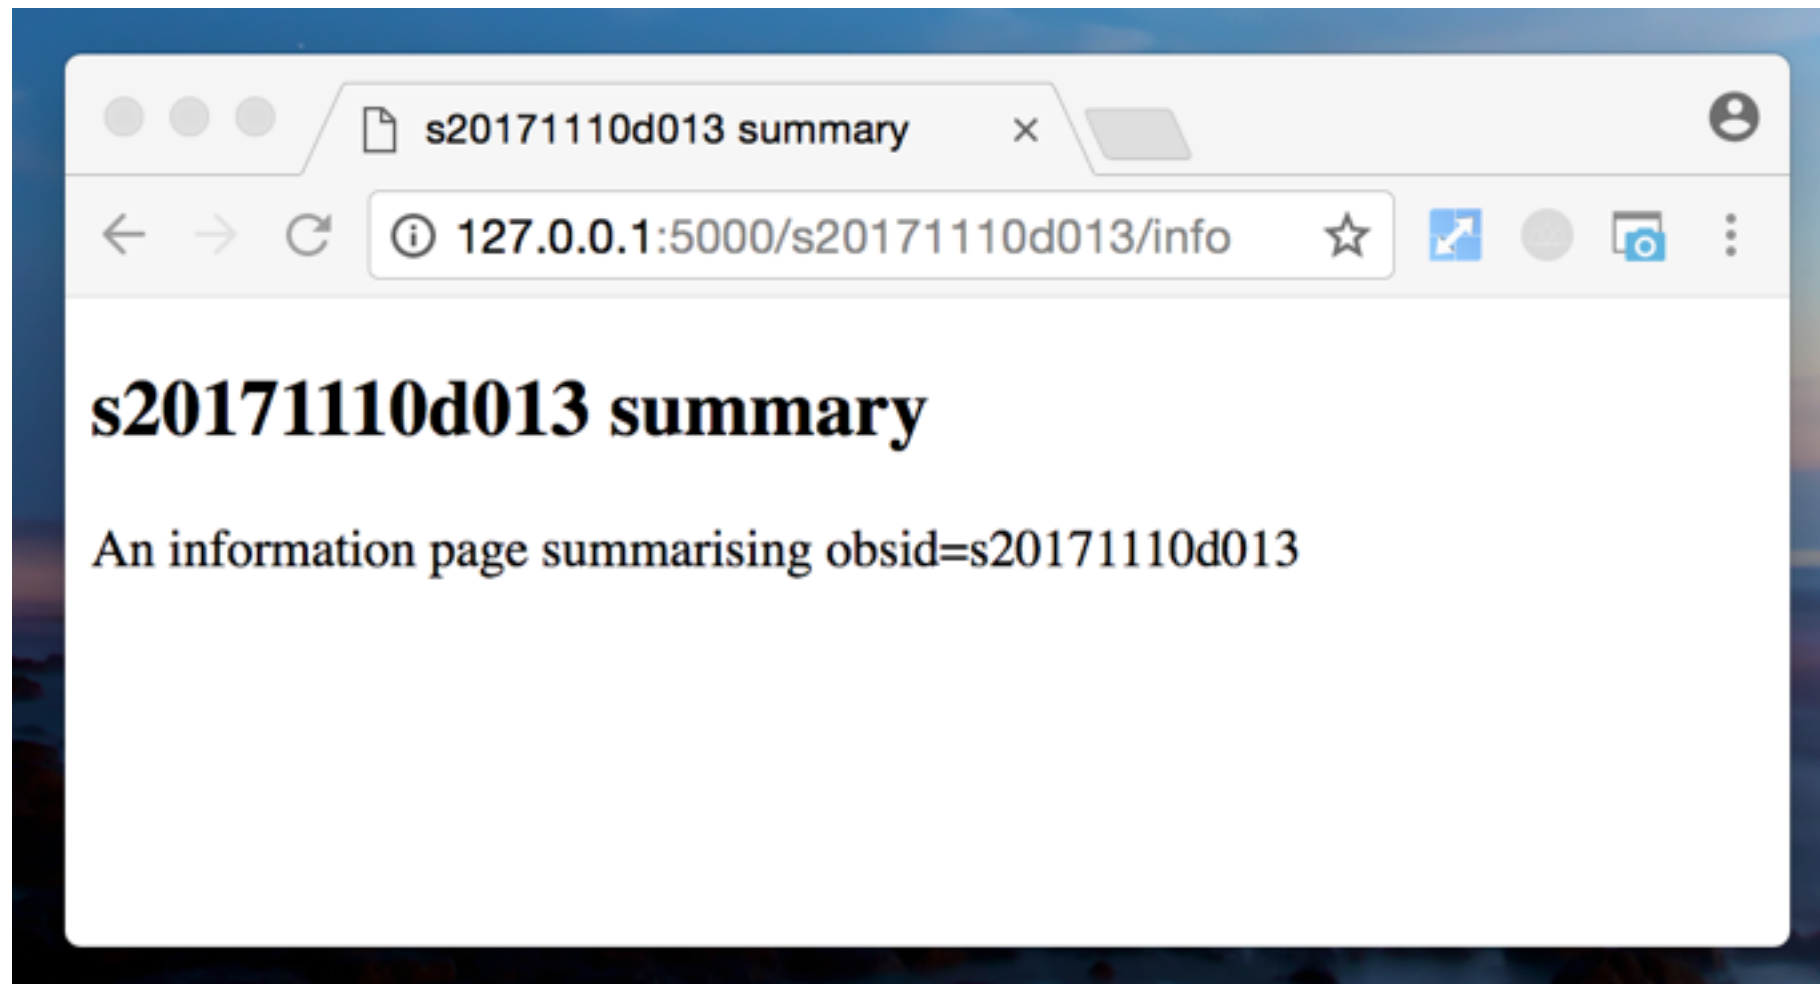 s20171110d013 summary
127.0.0.1:5000/s20171110d013/info
s20171110d013 summary
An information page summarising obsid=s20171110d013